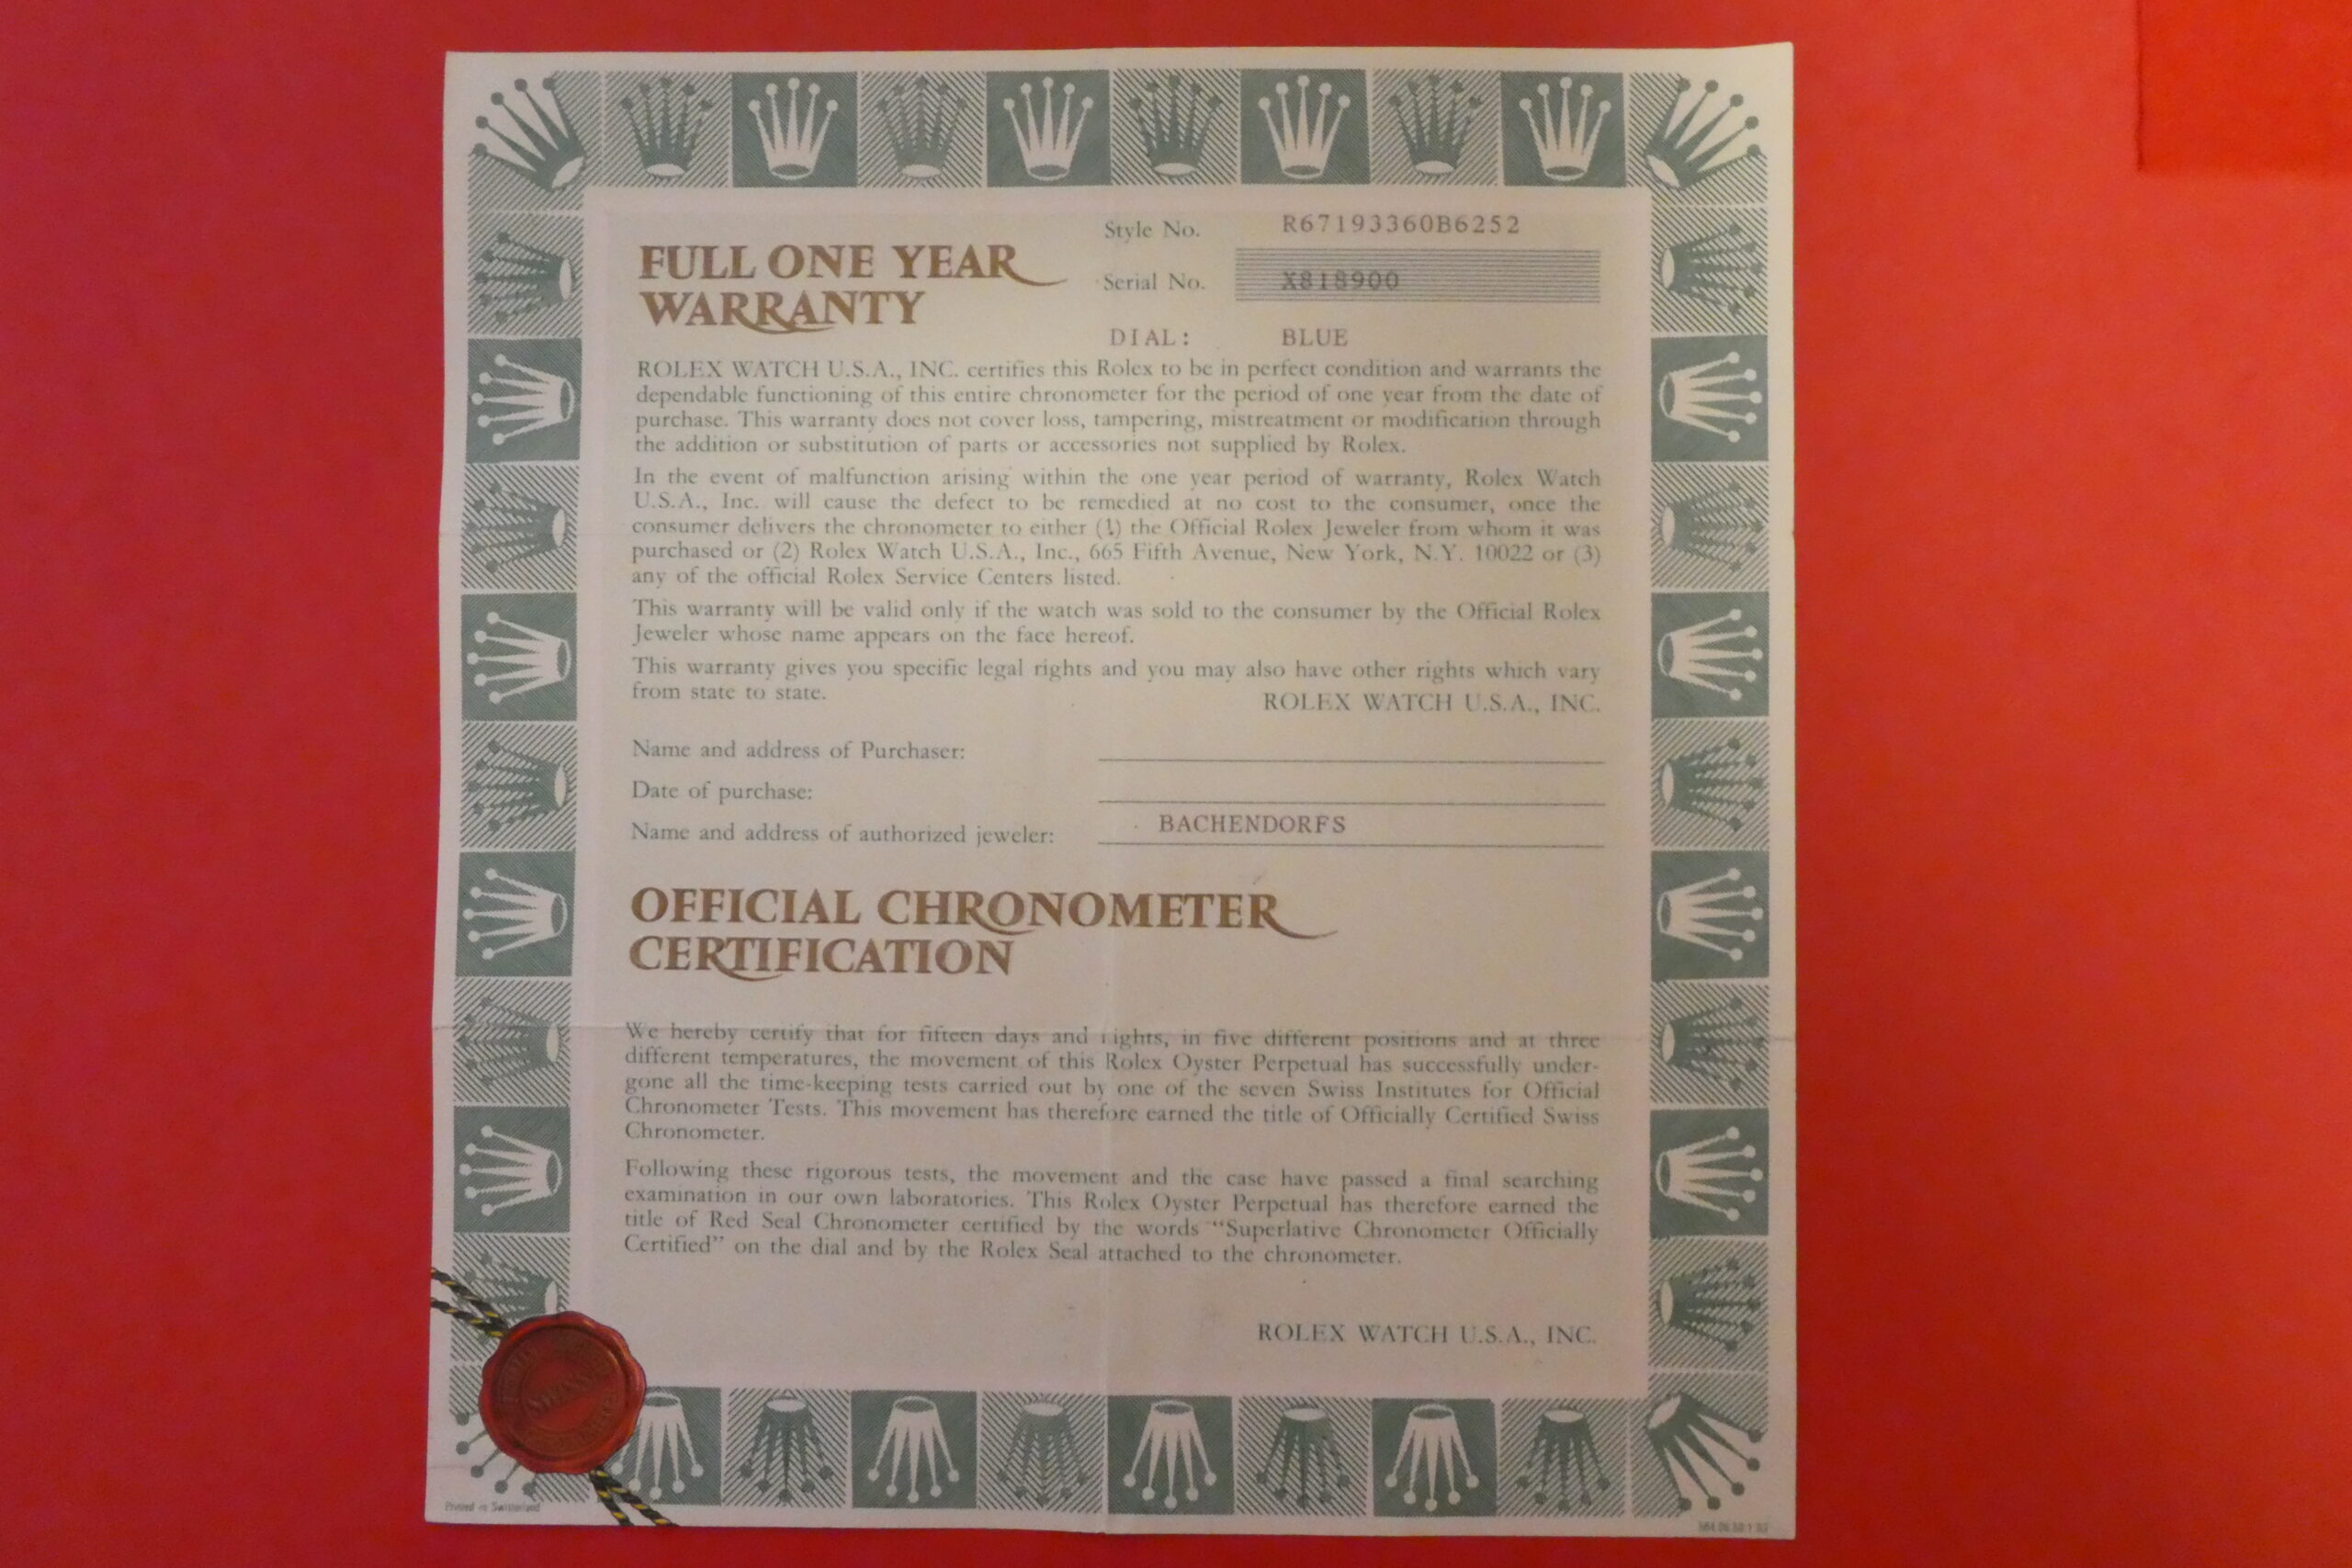 Style No. R67193360B6252
FULL ONE YEAR
WARRANTY
Serial No. X818900
DIAL: BLUE
ROLEX WATCH U.S.A., INC. certifies this Rolex to be in perfect condition and warrants the
dependable functioning of this entire chronometer for the period of one year from the date of
purchase. This warranty does not cover loss, tampering, mistreatment or modification through
the addition or substitution of parts or accessories not supplied by Rolex.
In the event of malfunction arising within the one year period of warranty, Rolex Watch
U.S.A., Inc. will cause the defect to be remedied at no cost to the consumer, once the
consumer delivers the chronometer to either (1) the Official Rolex Jeweler from whom it was
purchased or (2) Rolex Watch U.S.A., Inc., 665 Fifth Avenue, New York, N.Y. 10022 or (3)
any of the official Rolex Service Centers listed.
This warranty will be valid only if the watch was sold to the consumer by the Official Rolex
Jeweler whose name appears on the face hereof.
This warranty gives you specific legal rights and you may also have other rights which vary
from state to state.
ROLEX WATCH U.S.A., INC.
Name and address of Purchaser:
Date of purchase:
Name and address of authorized jeweler: BACHENDORFS
OFFICIAL CHRONOMETER
CERTIFICATION
We hereby certify that for fifteen days and nights, in five different positions and at three
different temperatures, the movement of this Rolex Oyster Perpetual has successfully under-
gone all the time-keeping tests carried out by one of the seven Swiss Institutes for Official
Chronometer Tests. This movement has therefore earned the title of Officially Certified Swiss
Chronometer.
Following these rigorous tests, the movement and the case have passed a final searching
examination in our own laboratories. This Rolex Oyster Perpetual has therefore earned the
title of Red Seal Chronometer certified by the words "Superlative Chronometer Officially
Certified" on the dial and by the Rolex Seal attached to the chronometer.
ROLEX WATCH U.S.A., INC.
Printed in Switzerland